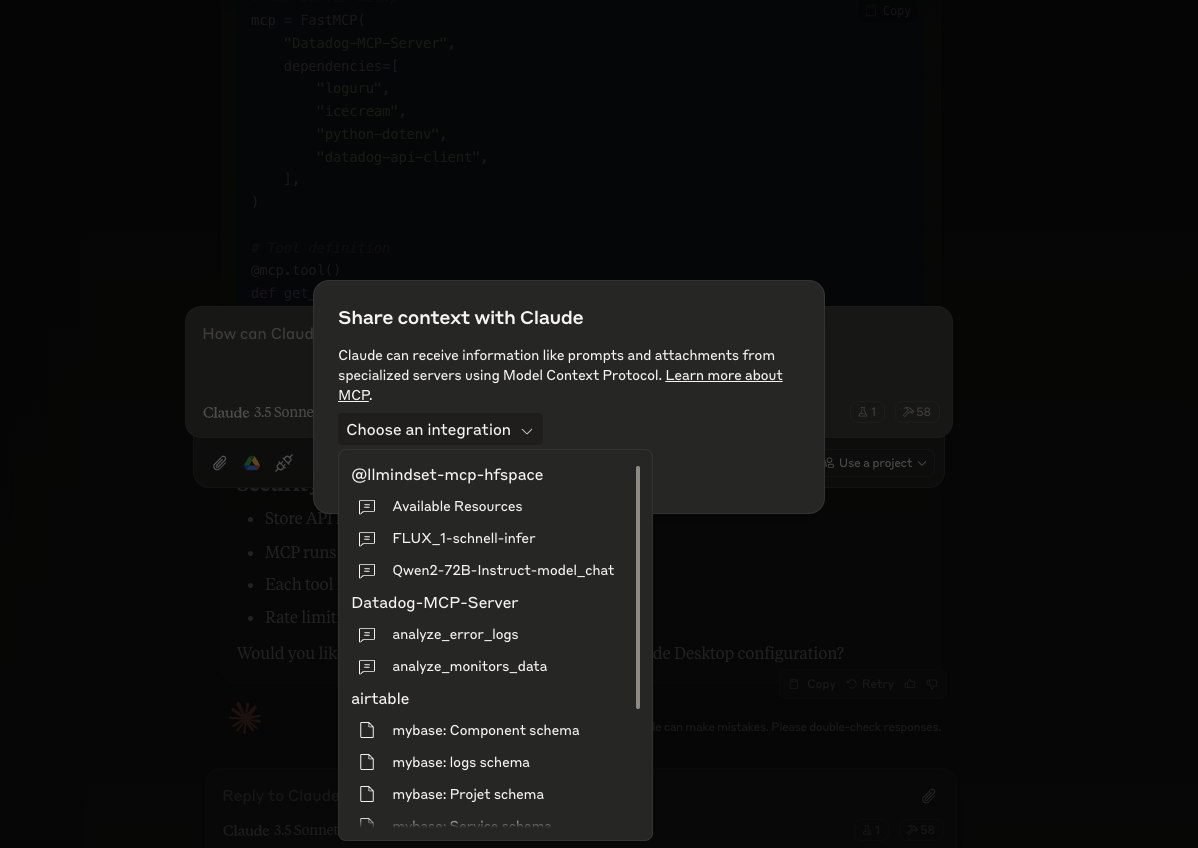 mcp = FastMCP(
Copy
"Datadog-MCP-Server",
dependencies=[
"loguru",
"icecream",
"python-dotenv",
"datadog-api-client",
],
)
# Tool definition
@mcp.tool()
def get_
Share context with Claude
How can Claud
Claude can receive information like prompts and attachments from
specialized servers using Model Context Protocol. Learn more about
MCP.
Claude 3.5 Sonne
1
58
Choose an integration
Use a project
@llmindset-mcp-hfspace
Security
Available Resources
Store API
FLUX_1-schnell-infer
MCP runs
Qwen2-72B-Instruct-model_chat
Each tool
Datadog-MCP-Server
Rate limit
analyze_error_logs
Would you lik
de Desktop configuration?
analyze_monitors_data
Copy
Retry
airtable
mybase: Component schema
can make mistakes. Please double-check responses.
mybase: logs schema
mybase: Projet schema
Reply to Claude
mybase: Service schema
Claude 3.5 Sonnet
1
58